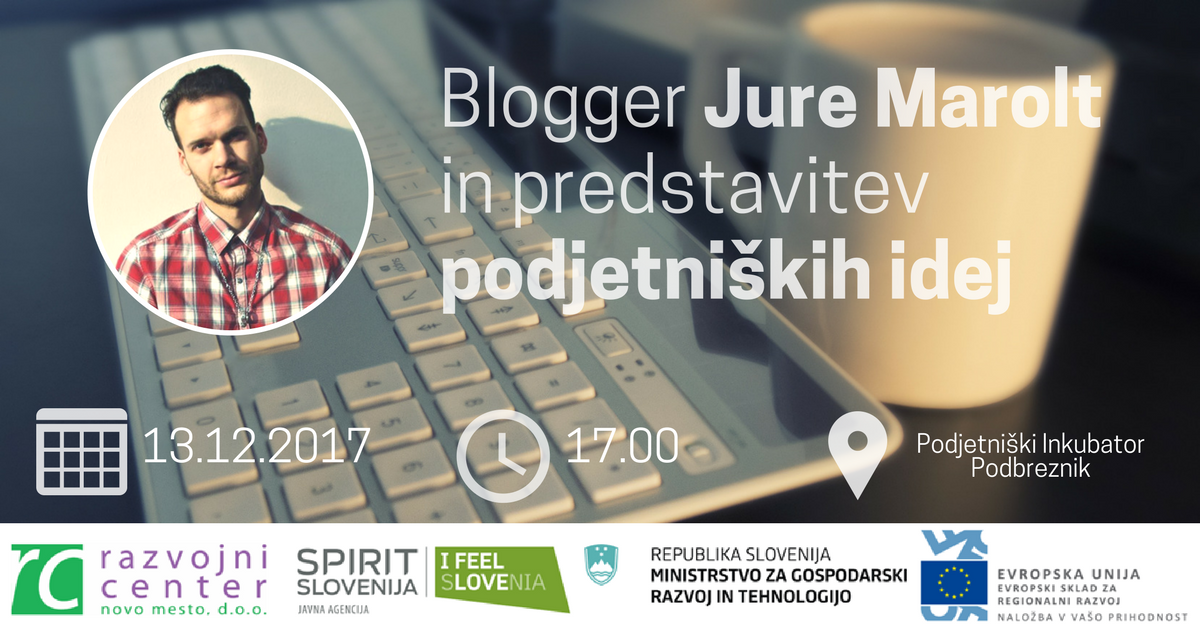 Blogger Jure Marolt
in predstavitev
podjetniških idej
13.12.2017
17.00
Podjetniški Inkubator
Podbreznik
rc
razvojni
center
novo mesto, d.o.o.
SPIRIT
SLOVENIJA
JAVNA AGENCIJA
I FEEL
SLOVENIA
REPUBLIKA SLOVENIJA
MINISTRSTVO ZA GOSPODARSKI
RAZVOJ IN TEHNOLOGIJO
EVROPSKA UNIJA
EVROPSKI SKLAD ZA
REGIONALNI RAZVOJ
NALOŽBA V VAŠO PRIHODNOST